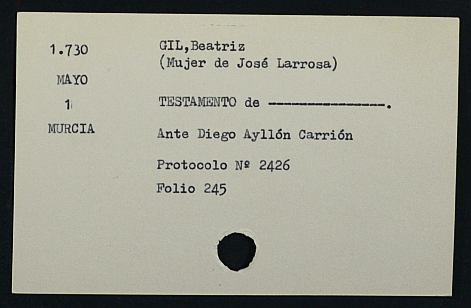 1.730
GIL,Beatriz
(Mujer de José Larrosa)
MAYO
1
TESTAMENTO de -----------------.
MURCIA
Ante Diego Ayllón Carrión
Protocolo Nº 2426
Folio 245